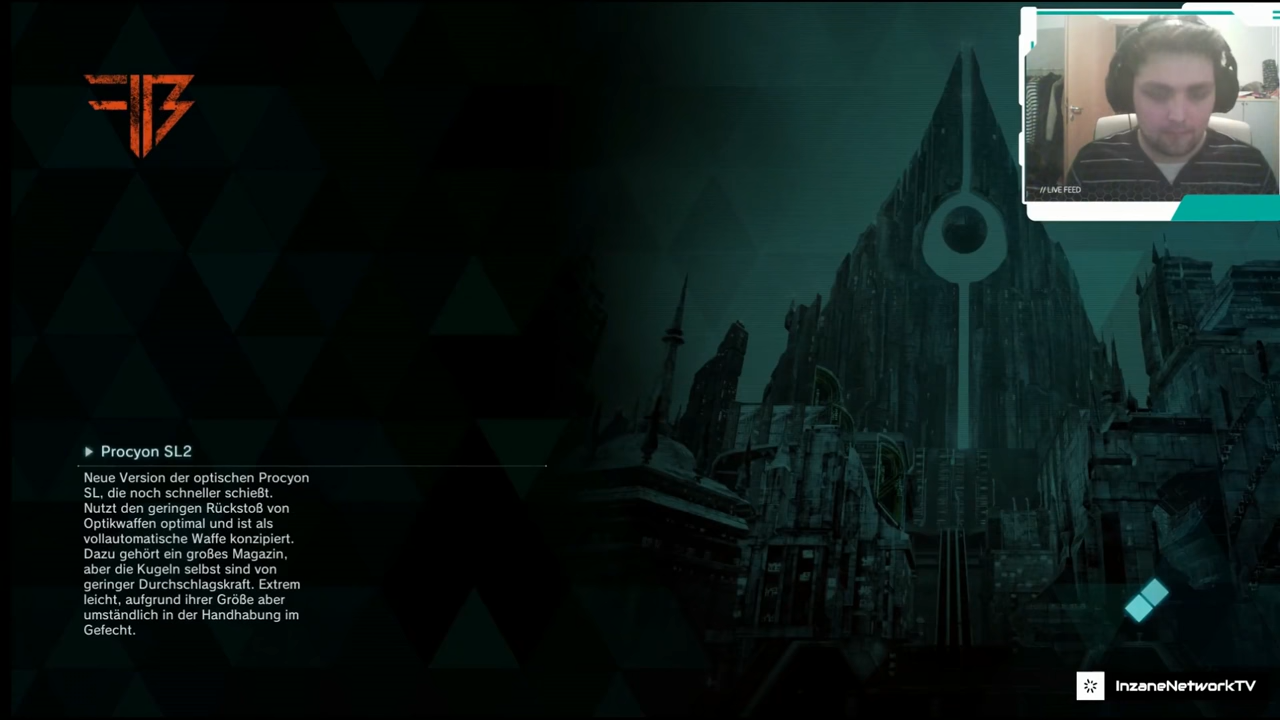 // LIVE FEED
Procyon SL2
Neue Version der optischen Procyon
SL, die noch schneller schießt.
Nutzt den geringen Rückstoß von
Optikwaffen optimal und ist als
vollautomatische Waffe konzipiert.
Dazu gehört ein großes Magazin,
aber die Kugeln selbst sind von
geringer Durchschlagskraft. Extrem
leicht, aufgrund ihrer Größe aber
umständlich in der Handhabung im
Gefecht.
InzaneNetworkTV